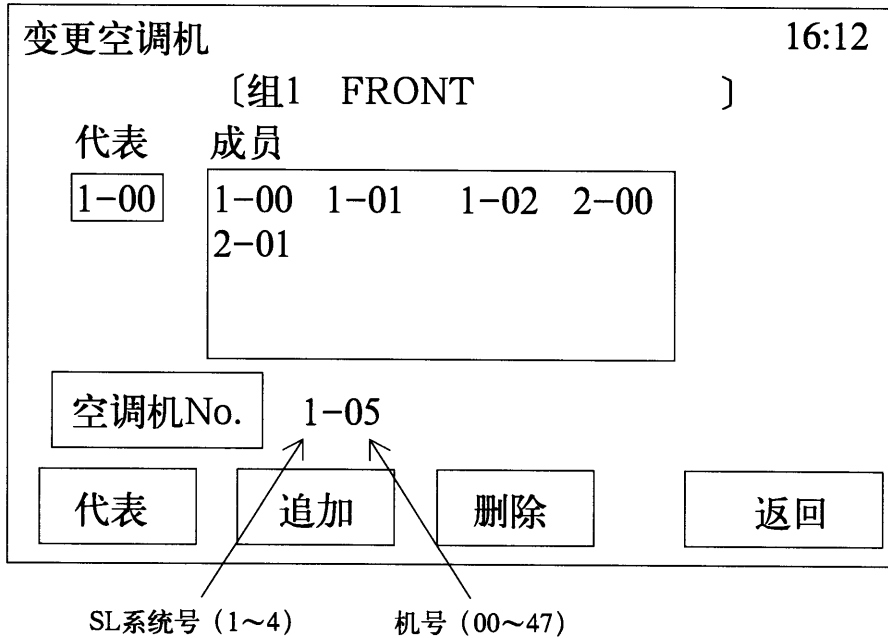 变更空调机 16:12
〔组1 FRONT 〕
代表 成员
1-00 1-00 1-01 1-02 2-00
2-01
空调机No. 1-05
代表 追加 删除 返回
SL系统号（1～4） 机号（00～47）